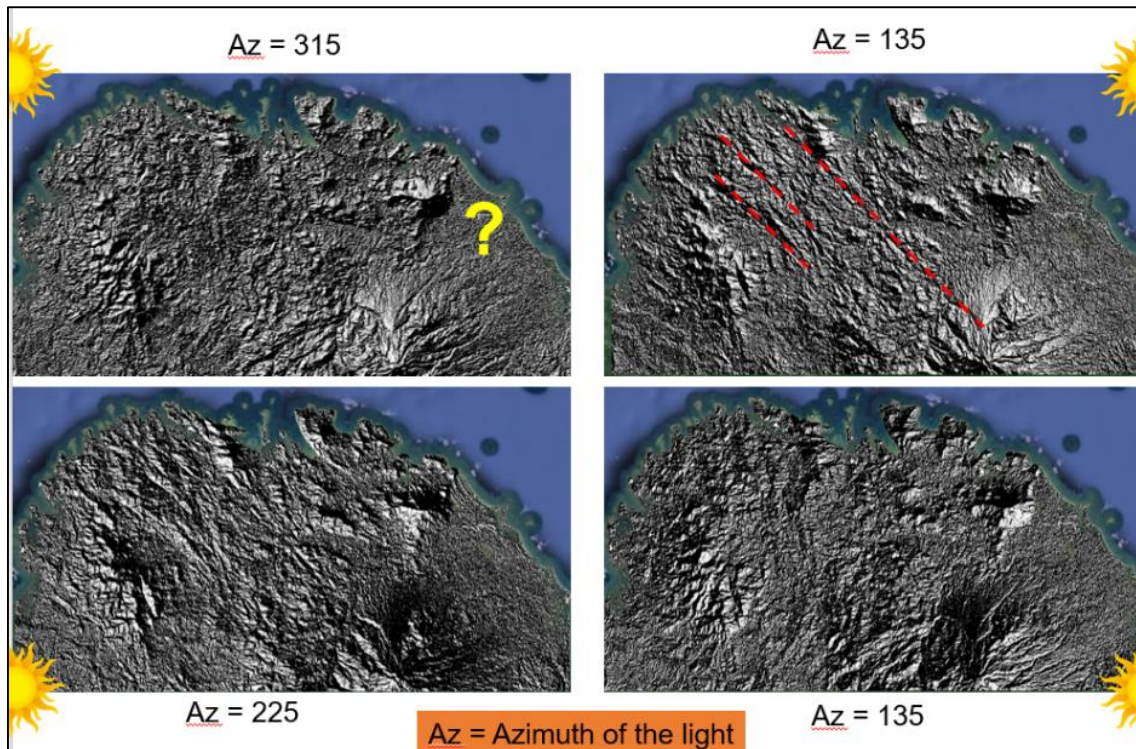 Az = 315
Az = 135
?
Az = 225
Az = 135
Az = Azimuth of the light